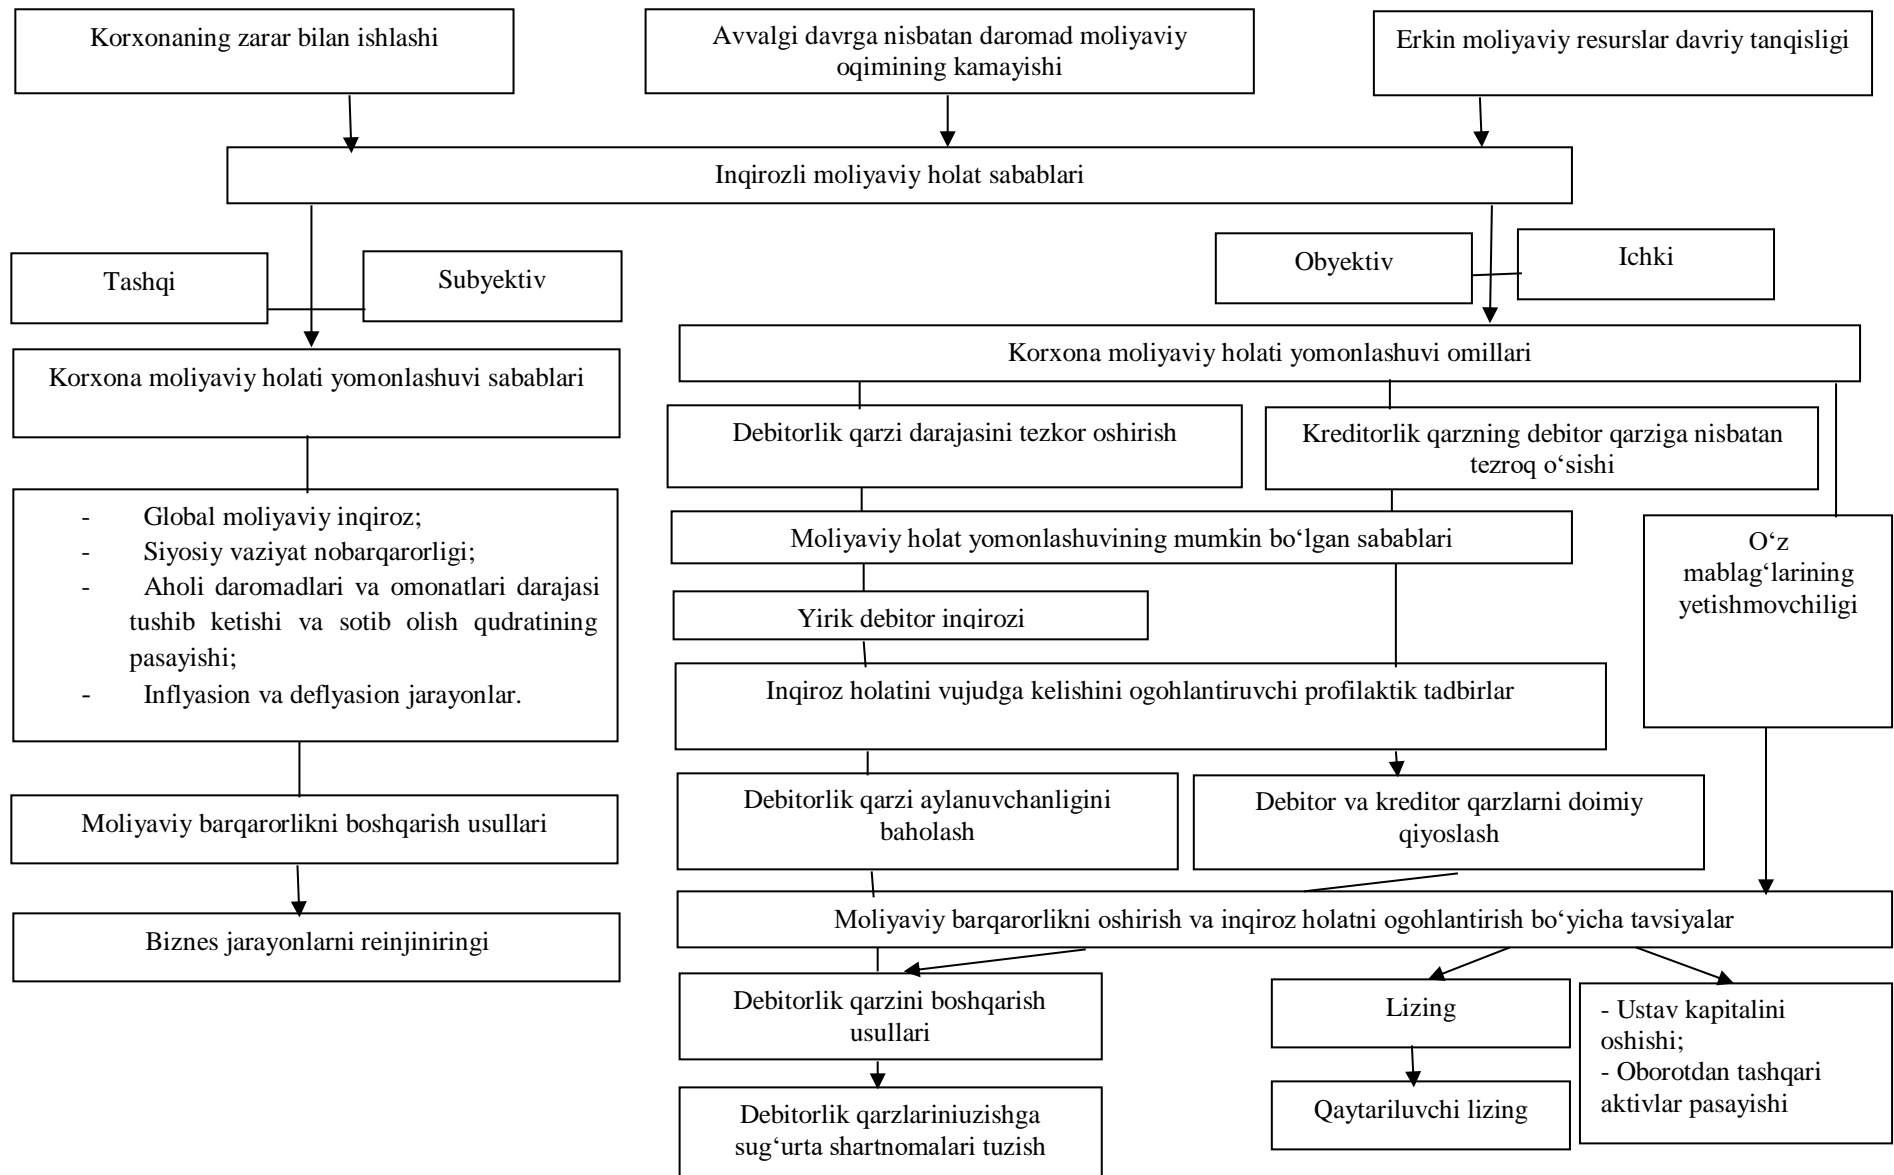 Korxonaning zarar bilan ishlashi
Avvalgi davrga nisbatan daromad moliyaviy
oqimining kamayishi
Erkin moliyaviy resurslar davriy tanqisligi
Inqirozli moliyaviy holat sabablari
Tashqi
Subyektiv
Obyektiv
Ichki
Korxona moliyaviy holati yomonlashuvi sabablari
Korxona moliyaviy holati yomonlashuvi omillari
Debitorlik qarzi darajasini tezkor oshirish
Kreditorlik qarzning debitor qarziga nisbatan
tezroq o‘sishi
- Global moliyaviy inqiroz;
- Siyosiy vaziyat nobarqarorligi;
- Aholi daromadlari va omonatlari darajasi
tushib ketishi va sotib olish qudratining
pasayishi;
- Inflyasion va deflyasion jarayonlar.
Moliyaviy holat yomonlashuvining mumkin bo‘lgan sabablari
O‘z
mablag‘larining
yetishmovchiligi
Yirik debitor inqirozi
Inqiroz holatini vujudga kelishini ogohlantiruvchi profilaktik tadbirlar
Moliyaviy barqarorlikni boshqarish usullari
Debitorlik qarzi aylanuvchanligini
baholash
Debitor va kreditor qarzlarni doimiy
qiyoslash
Biznes jarayonlarni reinjiniringi
Moliyaviy barqarorlikni oshirish va inqiroz holatni ogohlantirish bo‘yicha tavsiyalar
Debitorlik qarzini boshqarish
usullari
Lizing
- Ustav kapitalini
oshishi;
- Oborotdan tashqari
aktivlar pasayishi
Debitorlik qarzlariniuzishga
sug‘urta shartnomalari tuzish
Qaytariluvchi lizing